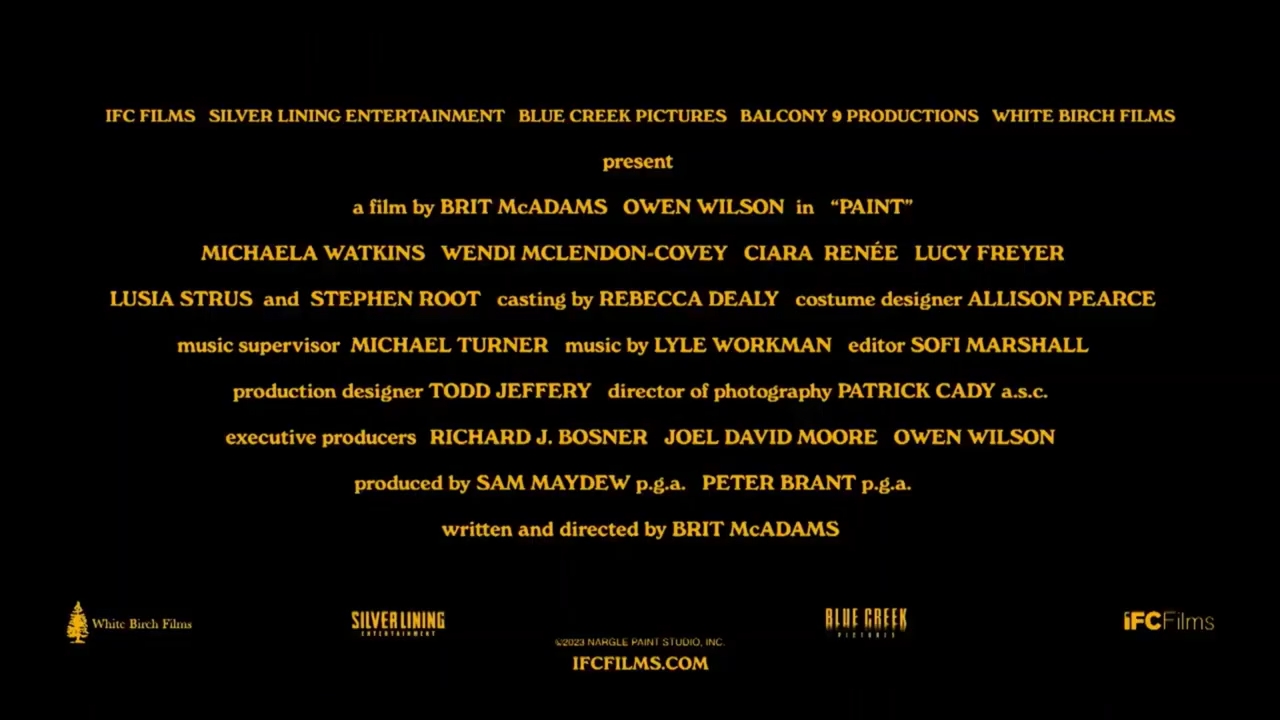 IFC FILMS SILVER LINING ENTERTAINMENT BLUE CREEK PICTURES BALCONY 9 PRODUCTIONS WHITE BIRCH FILMS
present
a film by BRIT McADAMS OWEN WILSON in “PAINT”
MICHAELA WATKINS WENDI MCLENDON-COVEY CIARA RENÉE LUCY FREYER
LUSIA STRUS and STEPHEN ROOT casting by REBECCA DEALY costume designer ALLISON PEARCE
music supervisor MICHAEL TURNER music by LYLE WORKMAN editor SOFI MARSHALL
production designer TODD JEFFERY director of photography PATRICK CADY a.s.c.
executive producers RICHARD J. BOSNER JOEL DAVID MOORE OWEN WILSON
produced by SAM MAYDEW p.g.a. PETER BRANT p.g.a.
written and directed by BRIT McADAMS
White Birch Films
SILVER LINING
ENTERTAINMENT
BLUE CREEK
PICTURES
IFC Films
©2023 NARGLE PAINT STUDIO, INC.
IFCFILMS.COM